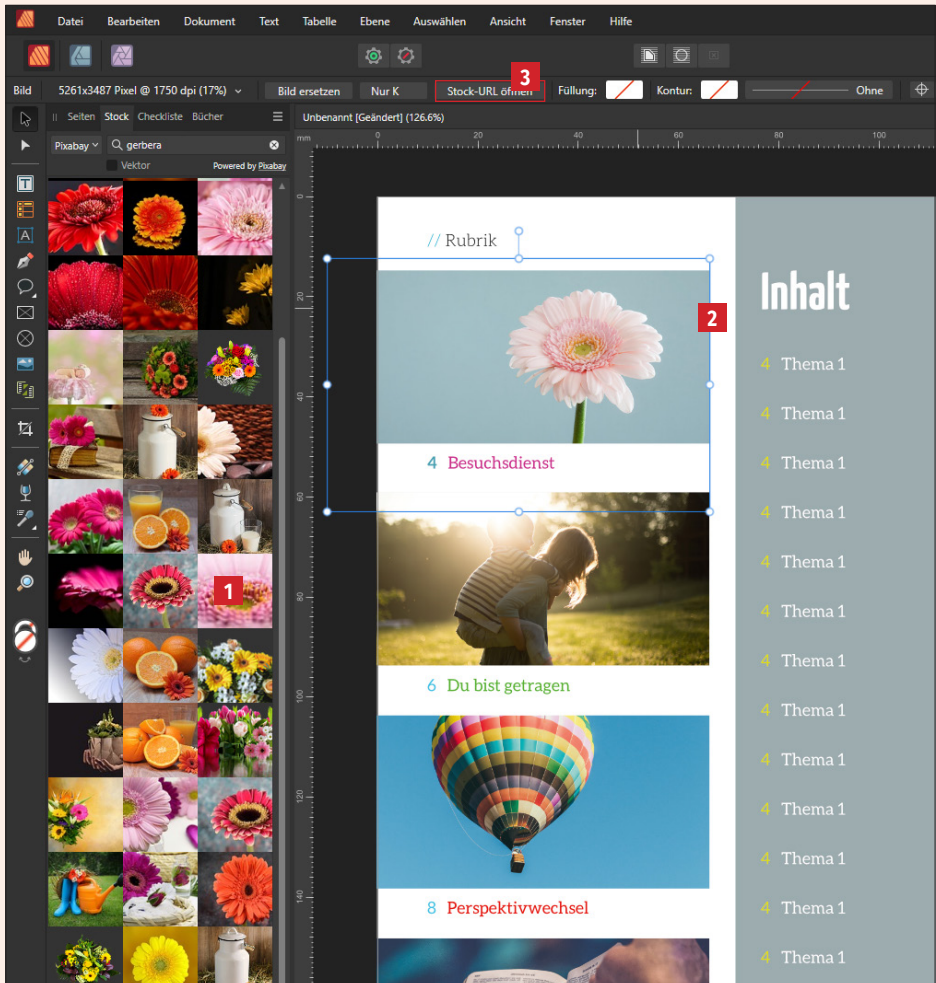 Datei Bearbeiten Dokument Text Tabelle Ebene Auswählen Ansicht Fenster Hilfe
3
Bild 5261x3487 Pixel @ 1750 dpi (17%) Bild ersetzen Nur K Stock-URL öffnen Füllung: Kontur: Ohne
Seiten Stock Checkliste Bücher
Unbenannt [Geändert] (126.6%)
Pixabay gerbera
Vektor Powered by Pixabay
mm 0 20 40 60 80 100
0
20
40
60
80
100
120
140
1
// Rubrik
2
4 Besuchsdienst
6 Du bist getragen
8 Perspektivwechsel
Inhalt
4 Thema 1
4 Thema 1
4 Thema 1
4 Thema 1
4 Thema 1
4 Thema 1
4 Thema 1
4 Thema 1
4 Thema 1
4 Thema 1
4 Thema 1
4 Thema 1
4 Thema 1